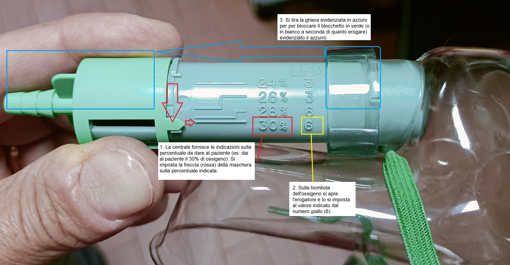 3. Si tira la ghiera evidenziata in azzurro
per per bloccare il blocchetto in verde (o
in bianco a seconda di quanto erogare)
evidenziato il azzurro
LPM
24% 3
26% 3
28% 6
30% 6
1. La centrale fornisce le indicazioni sulla
percentuale da dare al paziente (es: dai
al paziente il 30% di ossigeno). Si
imposta la freccia (rossa) della maschera
sulla percentuale indicata.
2. Sulla bombola
dell'ossigeno si apre
l'erogatore e lo si imposta
al valore indicato dal
numero giallo (6).